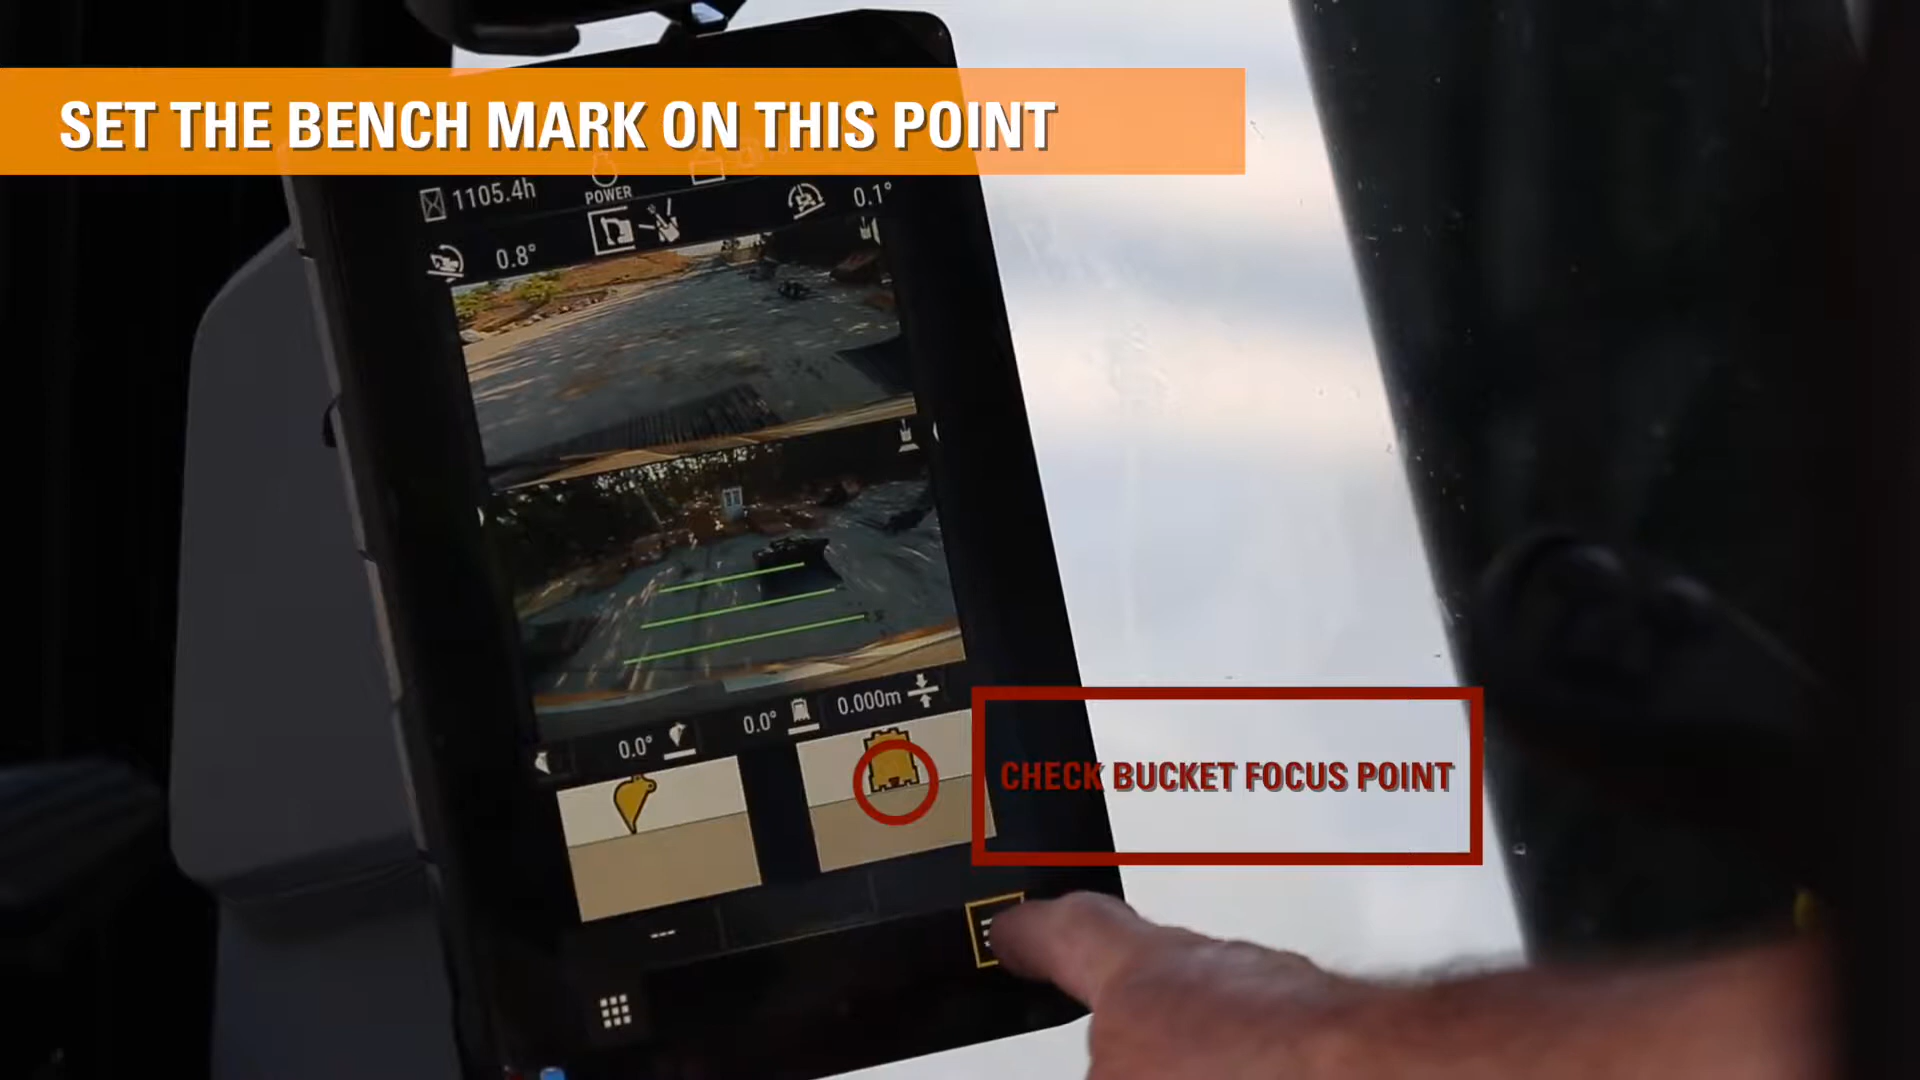 SET THE BENCH MARK ON THIS POINT
1105.4h
POWER
0.1°
0.8°
0.0°
0.0°
0.000m
CHECK BUCKET FOCUS POINT
---